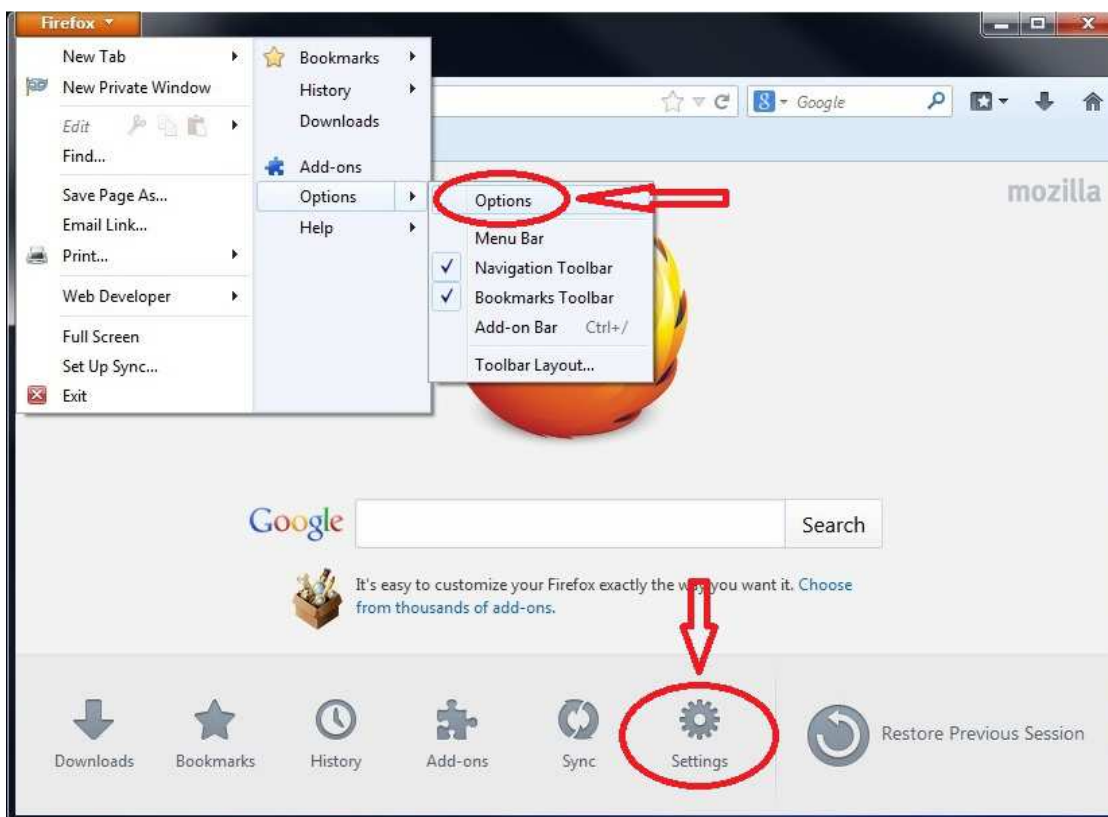 Firefox
New Tab
New Private Window
Edit
Find...
Save Page As...
Email Link...
Print...
Web Developer
Full Screen
Set Up Sync...
Exit
Bookmarks
History
Downloads
Add-ons
Options
Help
Options
Menu Bar
Navigation Toolbar
Bookmarks Toolbar
Add-on Bar Ctrl+/
Toolbar Layout...
8 Google
mozilla
Google Search
It's easy to customize your Firefox exactly the way you want it. Choose
from thousands of add-ons.
Downloads Bookmarks History Add-ons Sync Settings Restore Previous Session